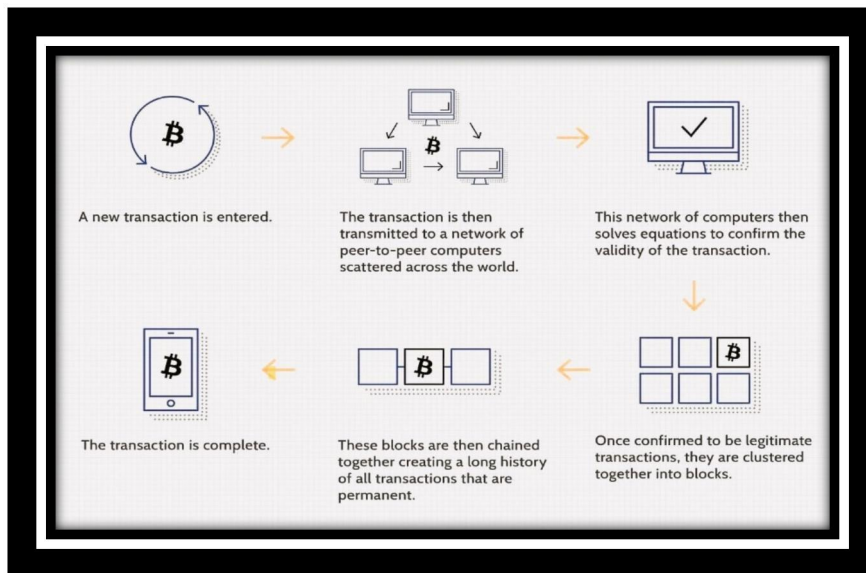 A new transaction is entered.
The transaction is then
transmitted to a network of
peer-to-peer computers
scattered across the world.
This network of computers then
solves equations to confirm the
validity of the transaction.
Once confirmed to be legitimate
transactions, they are clustered
together into blocks.
These blocks are then chained
together creating a long history
of all transactions that are
permanent.
The transaction is complete.